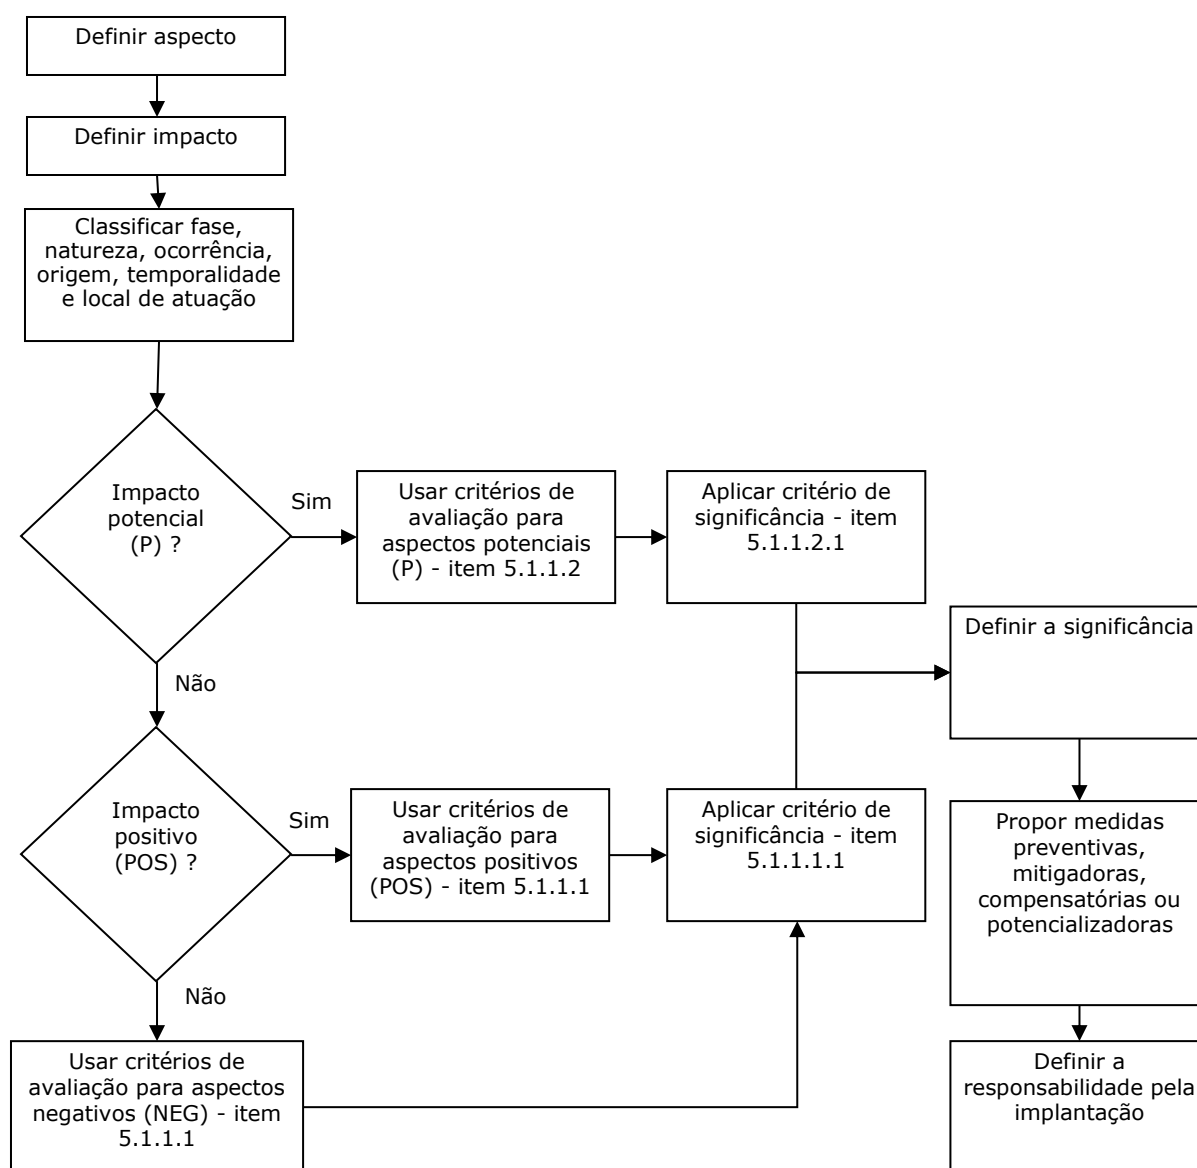 Definir aspecto
Definir impacto
Classificar fase,
natureza, ocorrência,
origem, temporalidade
e local de atuação
Impacto
potencial
(P) ?
Sim
Usar critérios de
avaliação para
aspectos potenciais
(P) - item 5.1.1.2
Aplicar critério de
significância - item
5.1.1.2.1
Definir a significância
Não
Impacto
positivo
(POS) ?
Sim
Usar critérios de
avaliação para
aspectos positivos
(POS) - item 5.1.1.1
Aplicar critério de
significância - item
5.1.1.1.1
Propor medidas
preventivas,
mitigadoras,
compensatórias ou
potencializadoras
Não
Usar critérios de
avaliação para aspectos
negativos (NEG) - item
5.1.1.1
Definir a
responsabilidade pela
implantação